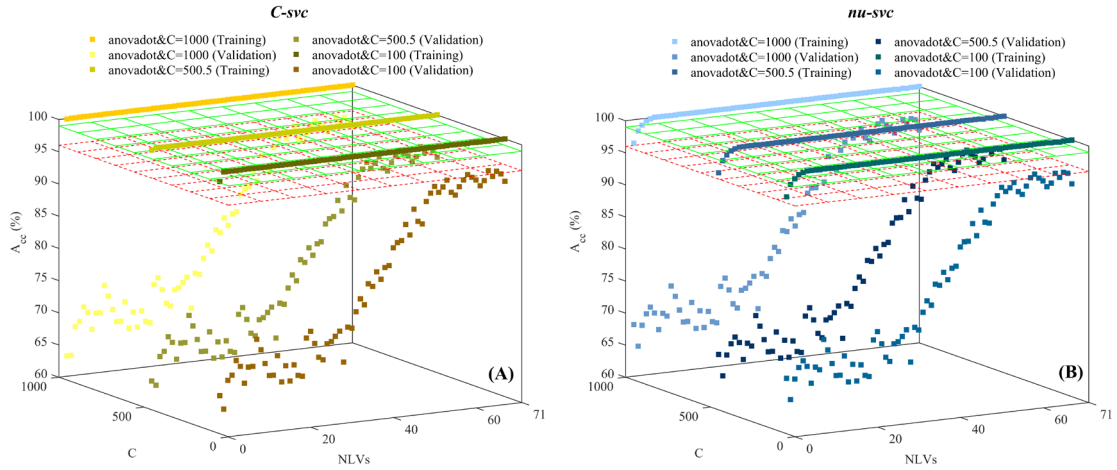 C-svc
anovadot&C=1000 (Training)
anovadot&C=1000 (Validation)
anovadot&C=500.5 (Training)
anovadot&C=500.5 (Validation)
anovadot&C=100 (Training)
anovadot&C=100 (Validation)
100
95
90
85
80
75
70
65
60
Acc (%)
1000
500
0
C
0
20
40
60
71
NLVs
(A)
nu-svc
anovadot&C=1000 (Training)
anovadot&C=1000 (Validation)
anovadot&C=500.5 (Training)
anovadot&C=500.5 (Validation)
anovadot&C=100 (Training)
anovadot&C=100 (Validation)
100
95
90
85
80
75
70
65
60
Acc (%)
1000
500
0
C
0
20
40
60
71
NLVs
(B)